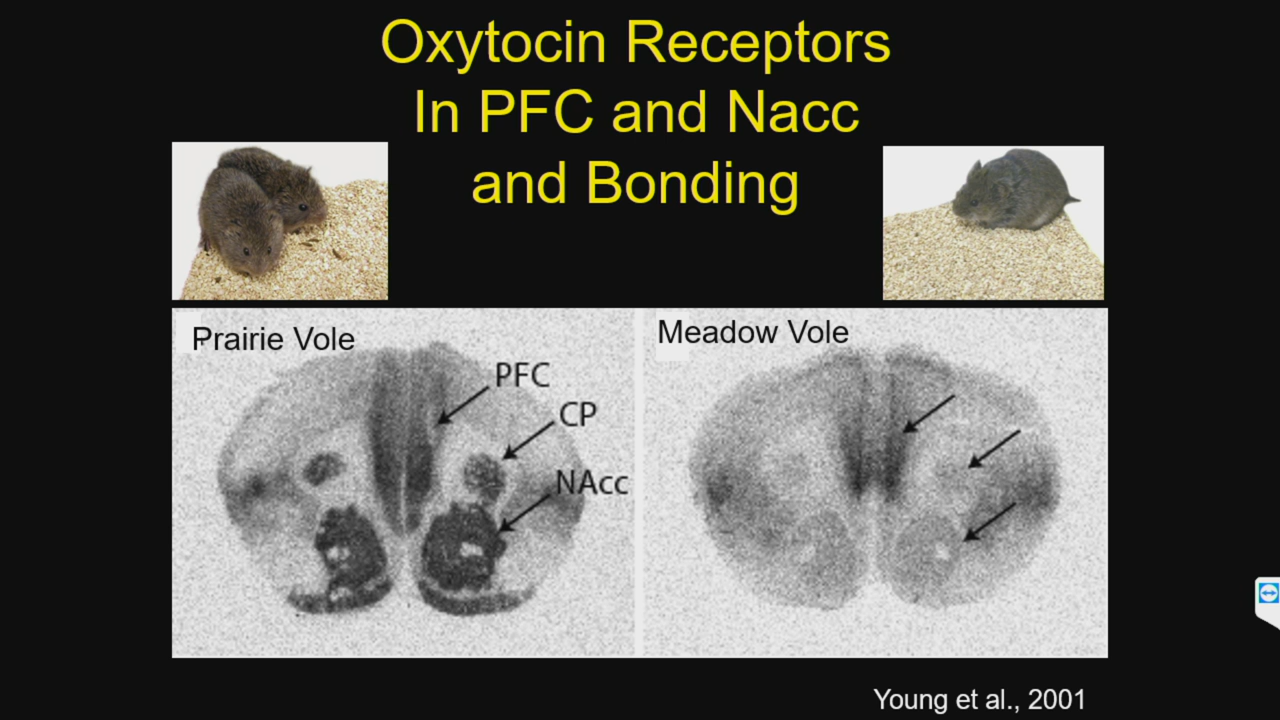 Oxytocin Receptors
In PFC and Nacc
and Bonding
Prairie Vole
Meadow Vole
PFC
CP
NAcc
Young et al., 2001